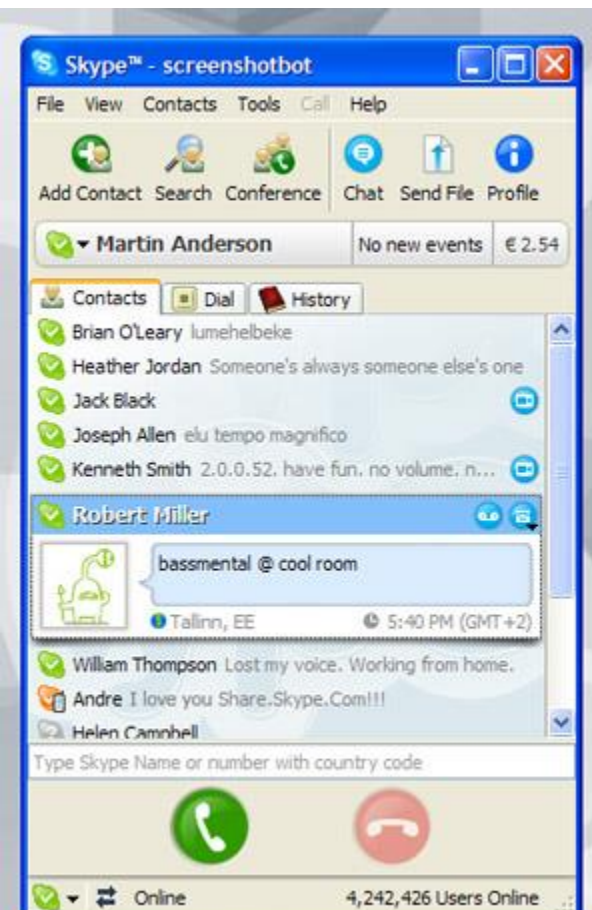 Skype™ - screenshotbot
File View Contacts Tools Call Help
Add Contact Search Conference Chat Send File Profile
Martin Anderson No new events € 2.54
Contacts Dial History
Brian O'Leary lumehelbeke
Heather Jordan Someone's always someone else's one
Jack Black
Joseph Allen elu tempo magnifico
Kenneth Smith 2.0.0.52. have fun. no volume. n...
Robert Miller
bassmental @ cool room
Tallinn, EE 5:40 PM (GMT+2)
William Thompson Lost my voice. Working from home.
Andre I love you Share.Skype.Com!!!
Helen Campbell
Type Skype Name or number with country code
Online 4,242,426 Users Online